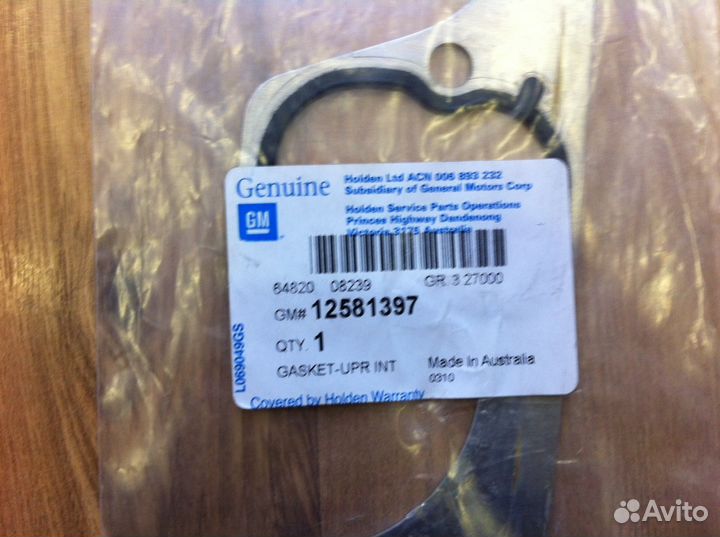 Genuine
GM
Holden Ltd ACN 006 893 232
Subsidiary of General Motors Corp
Holden Service Parts Operations
Princes Highway Dandenong
Victoria 3175 Australia
64820 08239 GR. 3 27000
GM# 12581397
QTY. 1
GASKET-UPR INT
Made In Australia
0310
Covered by Holden Warranty
L069049GS
Avito